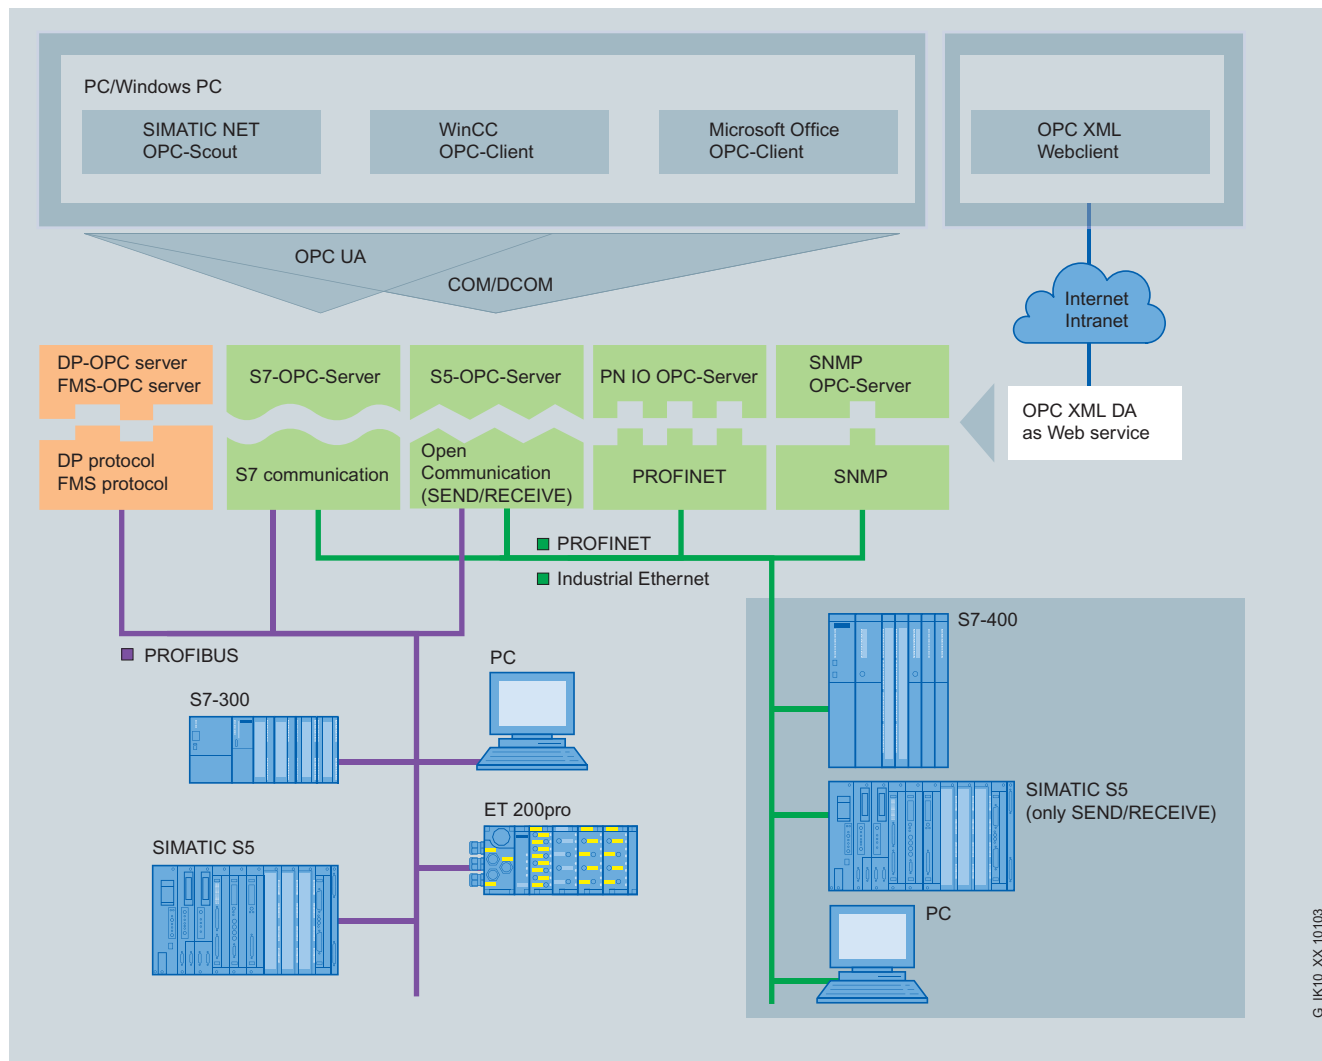 PC/Windows PC
SIMATIC NET
OPC-Scout
WinCC
OPC-Client
Microsoft Office
OPC-Client
OPC XML
Webclient
OPC UA
COM/DCOM
Internet
Intranet
DP-OPC server
FMS-OPC server
S7-OPC-Server
S5-OPC-Server
PN IO OPC-Server
SNMP
OPC-Server
OPC XML DA
as Web service
DP protocol
FMS protocol
S7 communication
Open
Communication
(SEND/RECEIVE)
PROFINET
SNMP
PROFINET
Industrial Ethernet
PROFIBUS
PC
S7-300
ET 200pro
SIMATIC S5
S7-400
SIMATIC S5
(only SEND/RECEIVE)
PC
G_IK10_XX_10103